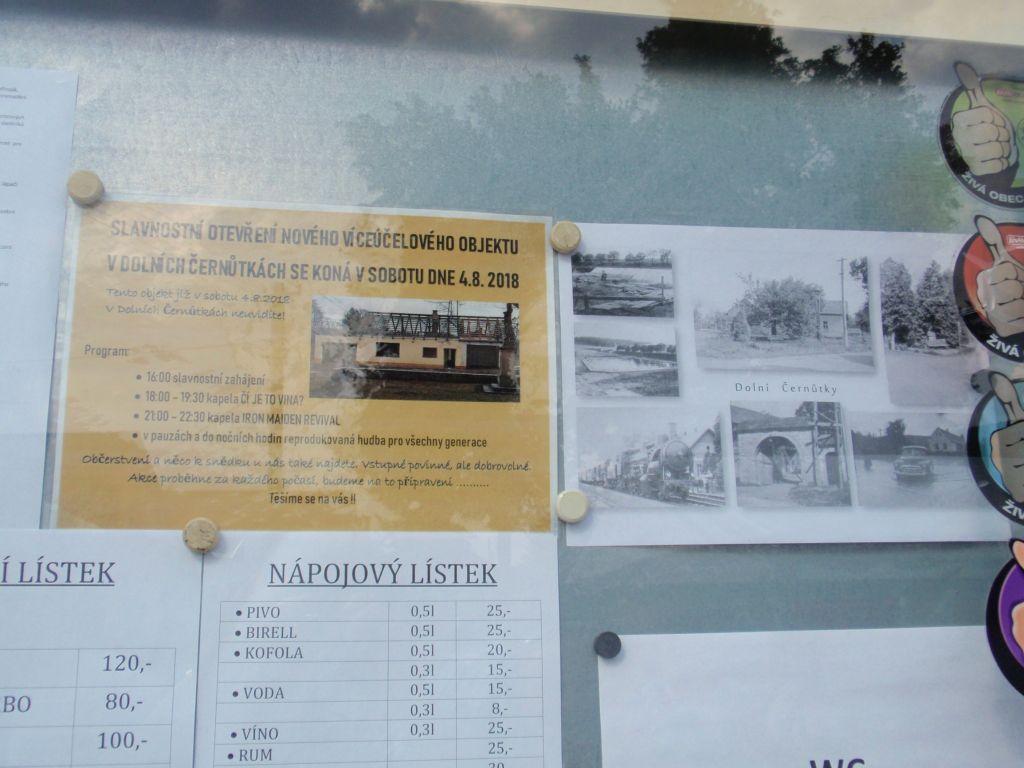 SLAVNOSTNÍ OTEVŘENÍ NOVÉHO VÍCEÚČELOVÉHO OBJEKTU
V DOLNÍCH ČERNŮTKÁCH SE KONÁ V SOBOTU DNE 4.8. 2018
Tento objekt již v sobotu 4.8.2018
V Dolních Černůtkách neuvidíte!
Program:
• 16:00 slavnostní zahájení
• 18:00 – 19:30 kapela ČÍ JE TO VINA?
• 21:00 – 22:30 kapela IRON MAIDEN REVIVAL
• v pauzách a do nočních hodin reprodukovaná hudba pro všechny generace
Občerstvení a něco k snědku u nás také najdete. Vstupné povinné, ale dobrovolné.
Akce proběhne za každého počasí, budeme na to připraveni ..........
Těšíme se na vás !!
Dolní Černůtky
ŽIVÁ OBEC
ŽIVÁ
Í LÍSTEK
120,-
BO 80,-
100,-
NÁPOJOVÝ LÍSTEK
• PIVO 0,5l 25,-
• BIRELL 0,5l 25,-
• KOFOLA 0,5l 20,-
0,3l 15,-
• VODA 0,5l 15,-
0,3l 8,-
• VÍNO 0,3l 25,-
• RUM 25,-
WC